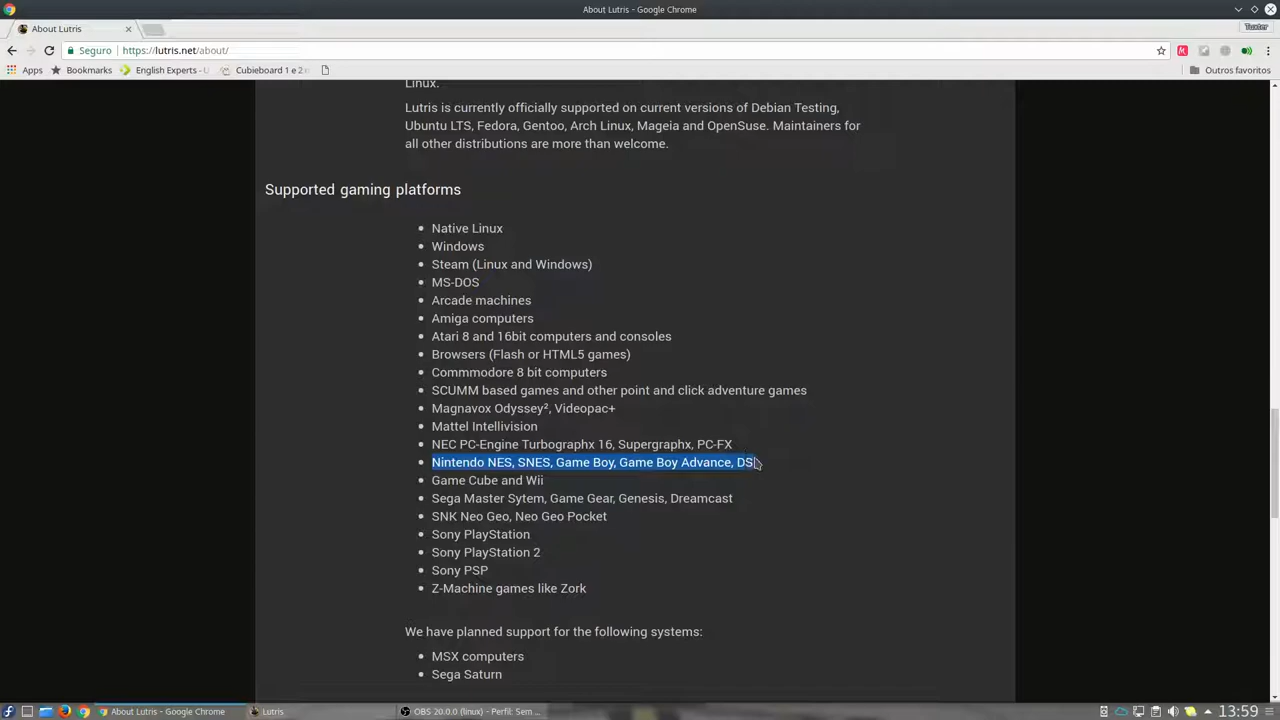 About Lutris - Google Chrome
About Lutris
Tuxter
Seguro
https://lutris.net/about/
Apps
Bookmarks
English Experts - U
Cubieboard 1 e 2
Outros favoritos
Linux.
Lutris is currently officially supported on current versions of Debian Testing,
Ubuntu LTS, Fedora, Gentoo, Arch Linux, Mageia and OpenSuse. Maintainers for
all other distributions are more than welcome.
Supported gaming platforms
Native Linux
Windows
Steam (Linux and Windows)
MS-DOS
Arcade machines
Amiga computers
Atari 8 and 16bit computers and consoles
Browsers (Flash or HTML5 games)
Commmodore 8 bit computers
SCUMM based games and other point and click adventure games
Magnavox Odyssey², Videopac+
Mattel Intellivision
NEC PC-Engine Turbographx 16, Supergraphx, PC-FX
Nintendo NES, SNES, Game Boy, Game Boy Advance, DS
Game Cube and Wii
Sega Master Sytem, Game Gear, Genesis, Dreamcast
SNK Neo Geo, Neo Geo Pocket
Sony PlayStation
Sony PlayStation 2
Sony PSP
Z-Machine games like Zork
We have planned support for the following systems:
MSX computers
Sega Saturn
About Lutris - Google Chrome
Lutris
OBS 20.0.0 (linux) - Perfil: Sem ...
13:59